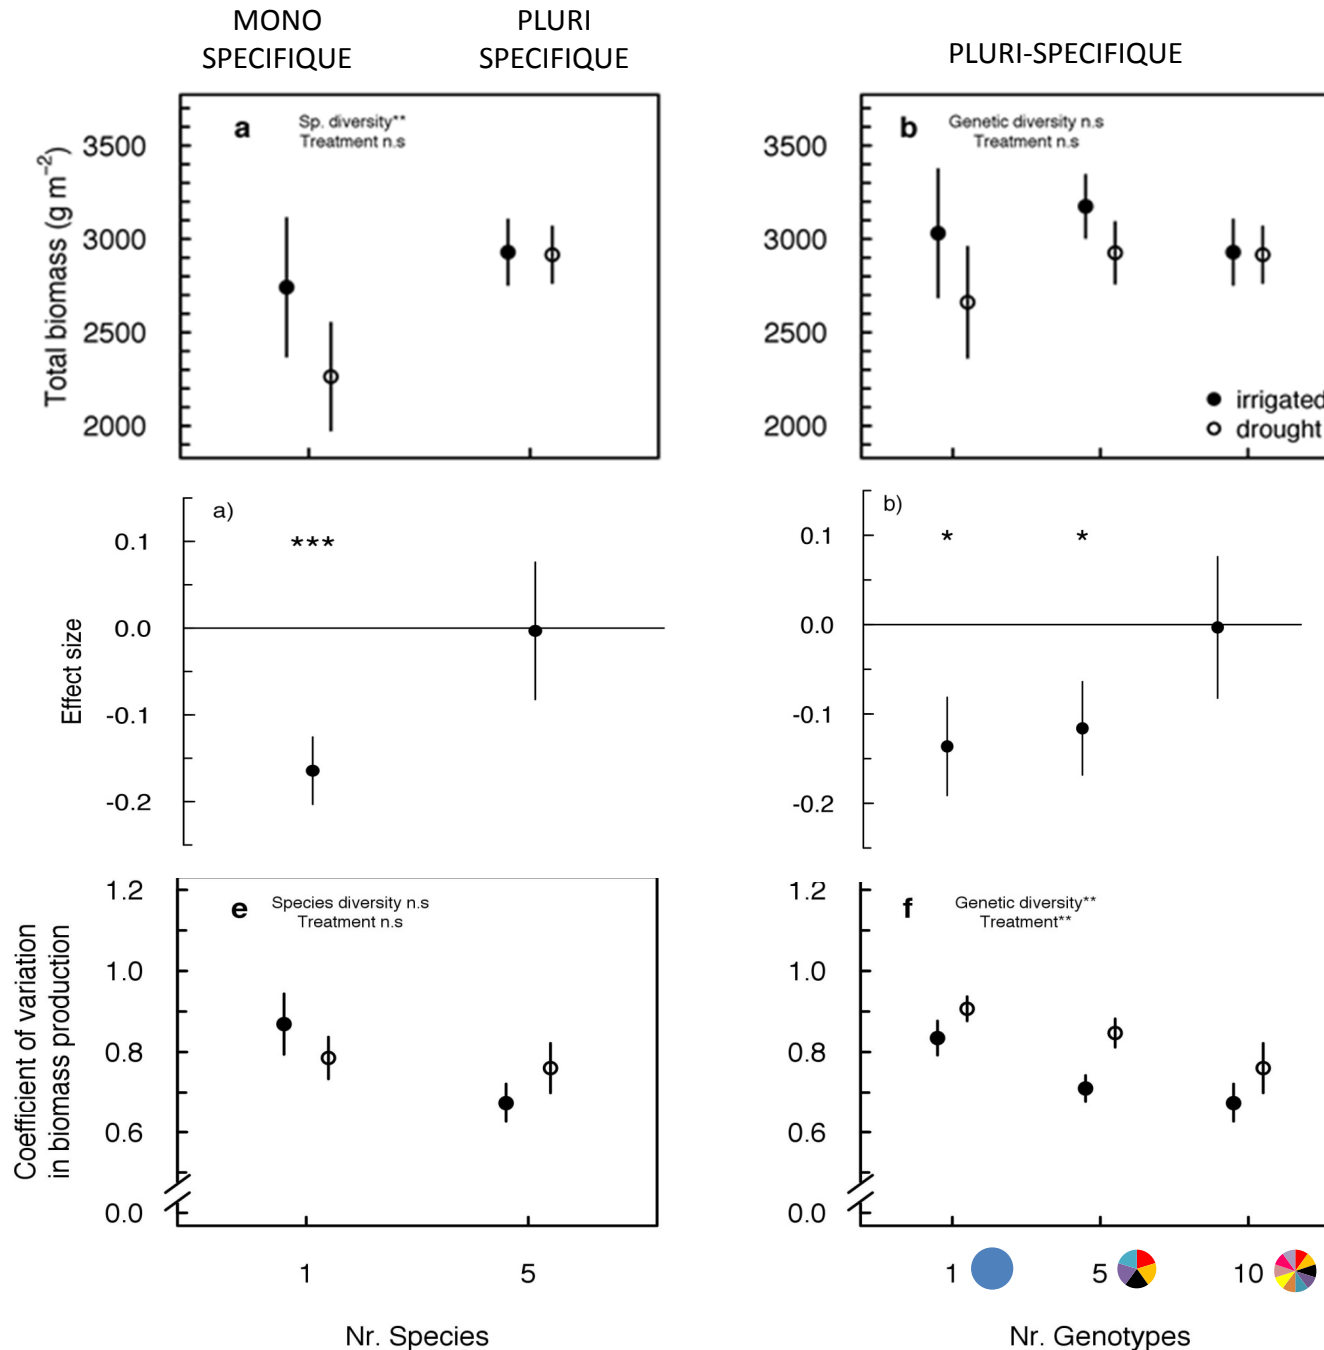 MONO
SPECIFIQUE
PLURI
SPECIFIQUE
PLURI-SPECIFIQUE
Total biomass (g m⁻²)
3500
3000
2500
2000
a
Sp. diversity**
Treatment n.s
3500
3000
2500
2000
b
Genetic diversity n.s
Treatment n.s
irrigated
drought
Effect size
0.1
0.0
-0.1
-0.2
a)
***
0.1
0.0
-0.1
-0.2
b)
*
*
Coefficient of variation
in biomass production
1.2
1.0
0.8
0.6
0.0
e
Species diversity n.s
Treatment n.s
1.2
1.0
0.8
0.6
0.0
f
Genetic diversity**
Treatment**
1
5
Nr. Species
1
5
10
Nr. Genotypes